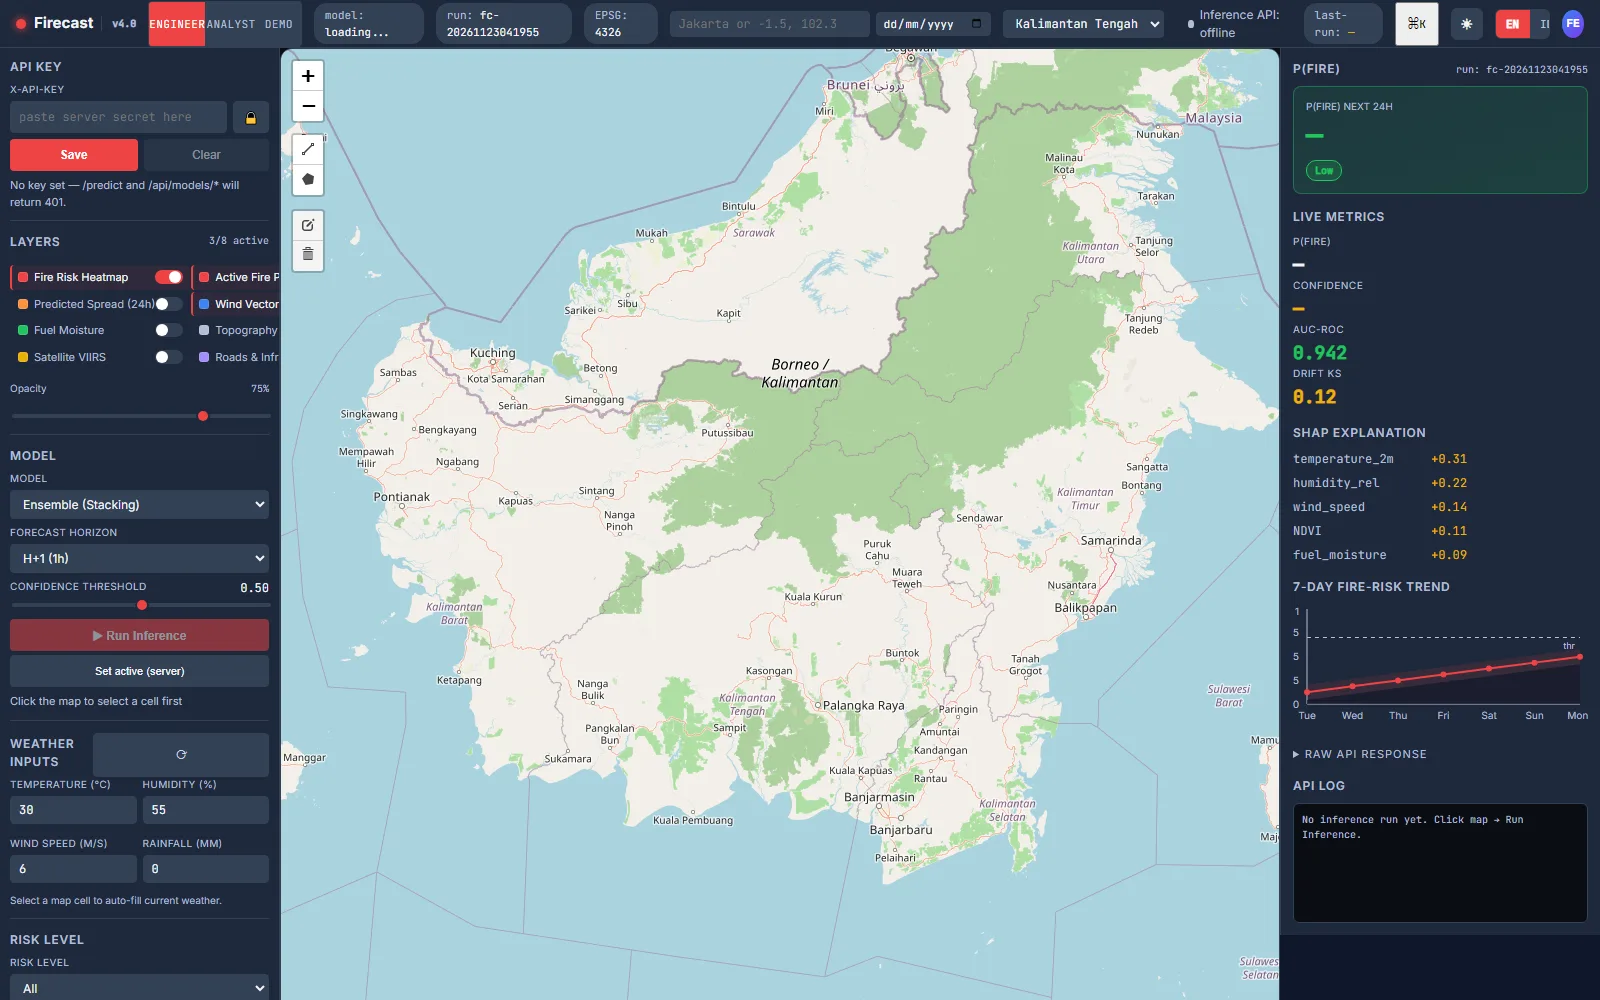 Firecast v4.0
ENGINEER ANALYST DEMO
model: loading...
run: fc-20261123041955
EPSG: 4326
Jakarta or -1.5, 102.3
dd/mm/yyyy
Kalimantan Tengah
Inference API: offline
last-run: —
⌘K
EN
FE
API KEY
X-API-KEY
paste server secret here
Save
Clear
No key set — /predict and /api/models/* will
return 401.
LAYERS
3/8 active
Fire Risk Heatmap
Active Fire P
Predicted Spread (24h)
Wind Vector
Fuel Moisture
Topography
Satellite VIIRS
Roads & Infr
Opacity
75%
MODEL
MODEL
Ensemble (Stacking)
FORECAST HORIZON
H+1 (1h)
CONFIDENCE THRESHOLD
0.50
▶ Run Inference
Set active (server)
Click the map to select a cell first
WEATHER
INPUTS
TEMPERATURE (°C)
HUMIDITY (%)
30
55
WIND SPEED (M/S)
RAINFALL (MM)
6
0
Select a map cell to auto-fill current weather.
RISK LEVEL
RISK LEVEL
All
+
−
Brunei بروني
Miri
Malaysia
Nunukan
Malinau
Kota
Tarakan
Bintulu
Mukah
Sarawak
Kalimantan
Utara
Tanjung
Selor
Sibu
Sarikei
Kapit
Tanjung
Redeb
Kuching
Sambas
Kota Samarahan
Betong
Borneo /
Kalimantan
Serian
Simanggang
Singkawang
Bengkayang
Putussibau
Mempawah
Hilir
Ngabang
Sangatta
Pontianak
Kapuas
Sintang
Bontang
Kalimantan
Timur
Nanga
Pinoh
Sendawar
Samarinda
Puruk
Cahu
Muara
Teweh
Nusantara
Kuala Kurun
Balikpapan
Kalimantan
Barat
Buntok
Tanah
Grogot
Ketapang
Kasongan
Nanga
Bulik
Kalimantan
Tengah
Palangka Raya
Paringin
Sulawesi
Barat
Pangkalan
Bun
Sampit
Amuntai
Manggar
Sukamara
Kandangan
Mamu
Kuala Kapuas
Rantau
Banjarmasin
Kalimantan
Selatan
Kuala Pembuang
Banjarbaru
Maj
Pelaihari
Sulawes
Selatan
P(FIRE)
run: fc-20261123041955
P(FIRE) NEXT 24H
—
Low
LIVE METRICS
P(FIRE)
—
CONFIDENCE
—
AUC-ROC
0.942
DRIFT KS
0.12
SHAP EXPLANATION
temperature_2m +0.31
humidity_rel +0.22
wind_speed +0.14
NDVI +0.11
fuel_moisture +0.09
7-DAY FIRE-RISK TREND
1
5
thr
5
5
0
Tue Wed Thu Fri Sat Sun Mon
▶ RAW API RESPONSE
API LOG
No inference run yet. Click map → Run
Inference.